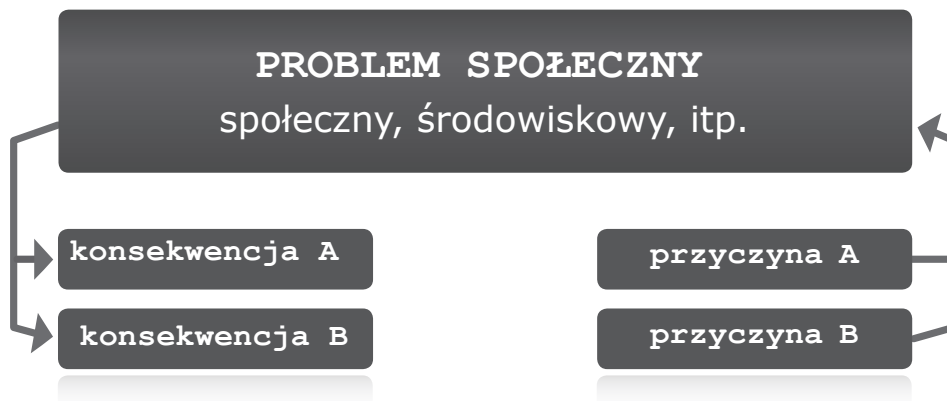 PROBLEM SPOŁECZNY
społeczny, środowiskowy, itp.
konsekwencja A
przyczyna A
konsekwencja B
przyczyna B